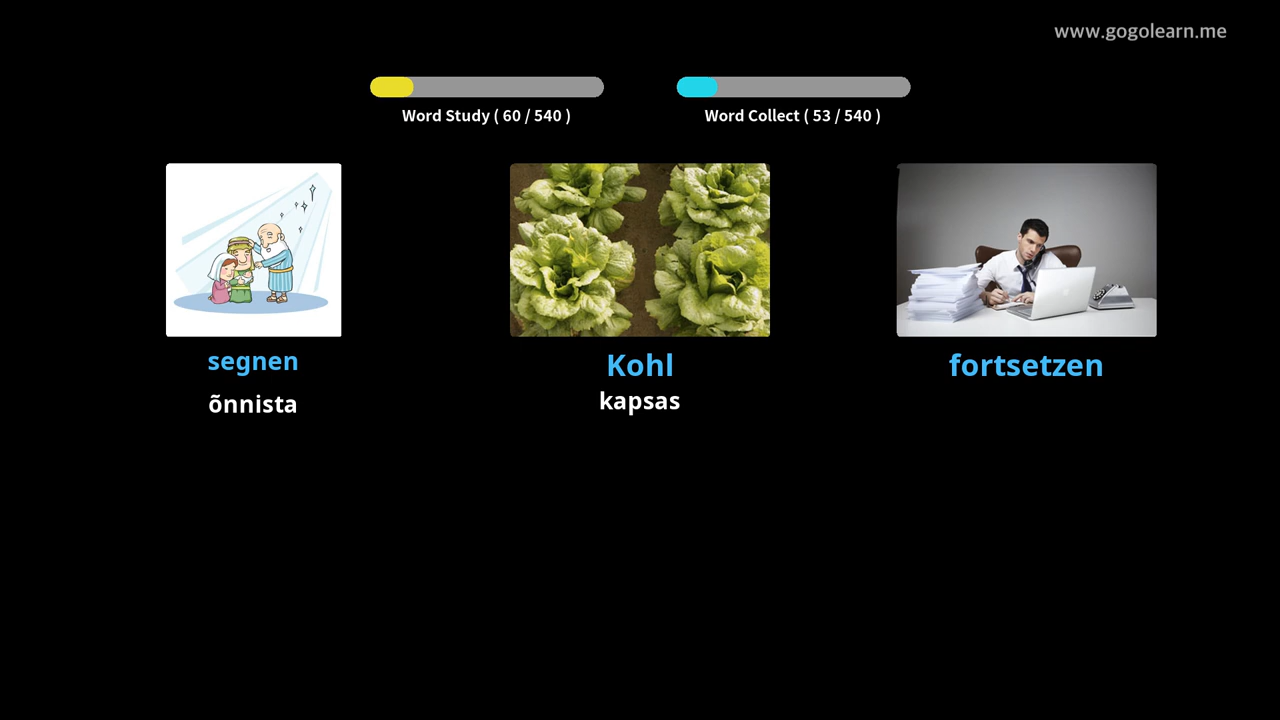 www.gogolearn.me
Word Study ( 60 / 540 )
Word Collect ( 53 / 540 )
segnen
õnnista
Kohl
kapsas
fortsetzen